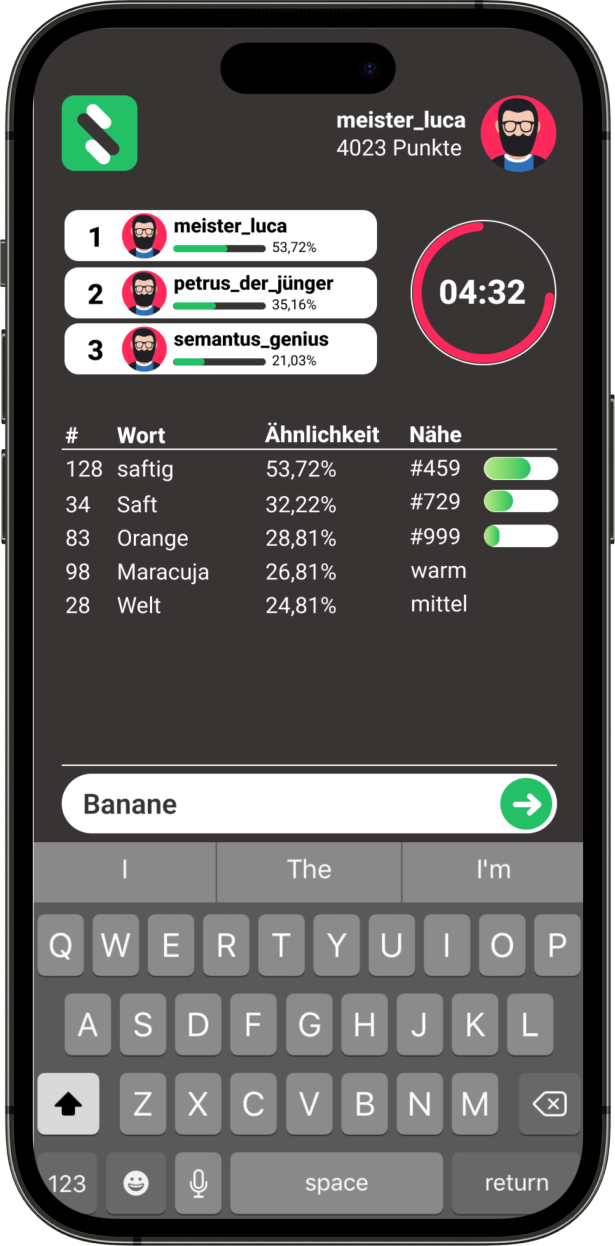 meister_luca
4023 Punkte
1 meister_luca
53,72%
2 petrus_der_jünger
35,16%
3 semantus_genius
21,03%
04:32
# Wort Ähnlichkeit Nähe
128 saftig 53,72% #459
34 Saft 32,22% #729
83 Orange 28,81% #999
98 Maracuja 26,81% warm
28 Welt 24,81% mittel
Banane
I The I'm
Q W E R T Y U I O P
A S D F G H J K L
Z X C V B N M
123 space return